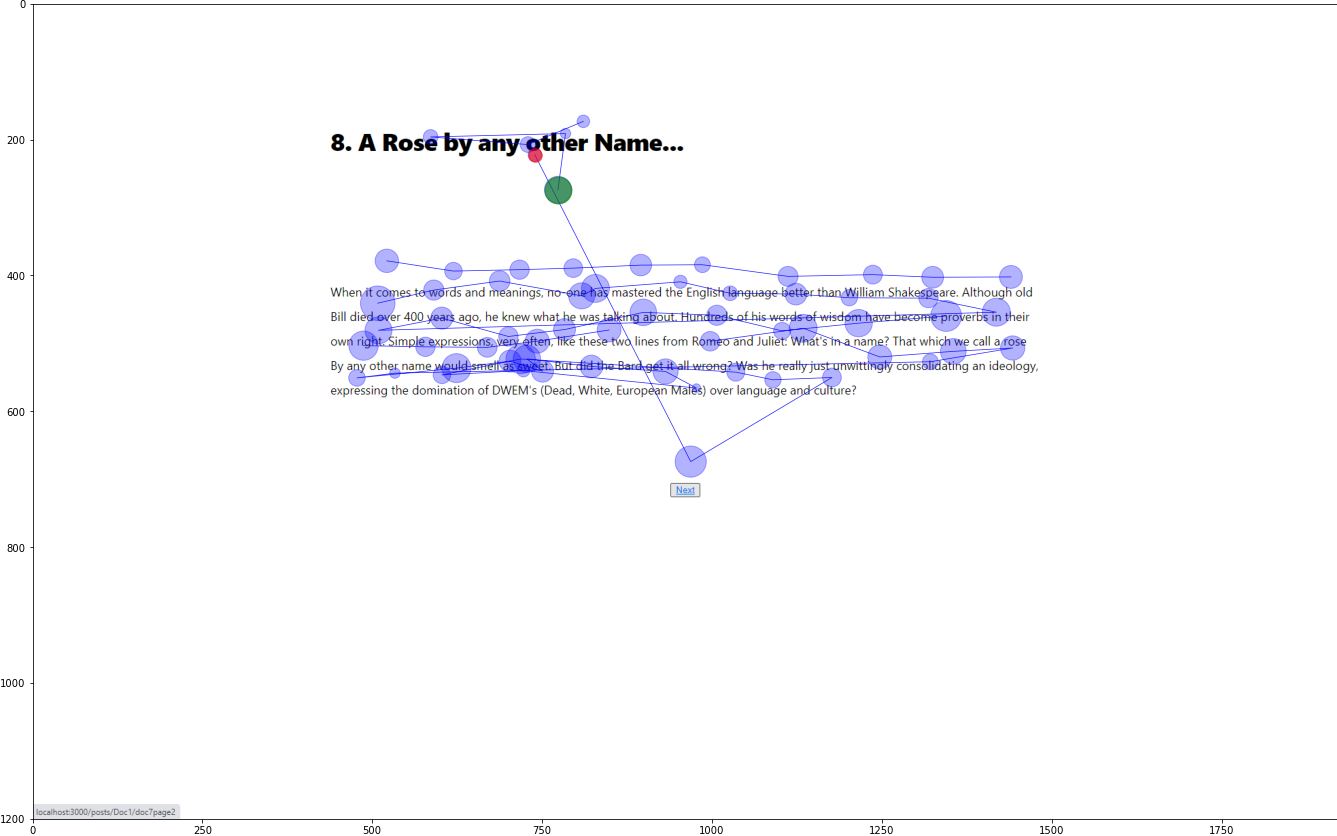 0
200
8. A Rose by any other Name...
400
When it comes to words and meanings, no-one has mastered the English language better than William Shakespeare. Although old
Bill died over 400 years ago, he knew what he was talking about. Hundreds of his words of wisdom have become proverbs in their
own right. Simple expressions, very often, like these two lines from Romeo and Juliet: What's in a name? That which we call a rose
By any other name would smell as sweet. But did the Bard get it all wrong? Was he really just unwittingly consolidating an ideology,
expressing the domination of DWEM's (Dead, White, European Males) over language and culture?
600
Next
800
1000
localhost:3000/posts/Doc1/doc7page2
1200
0 250 500 750 1000 1250 1500 1750